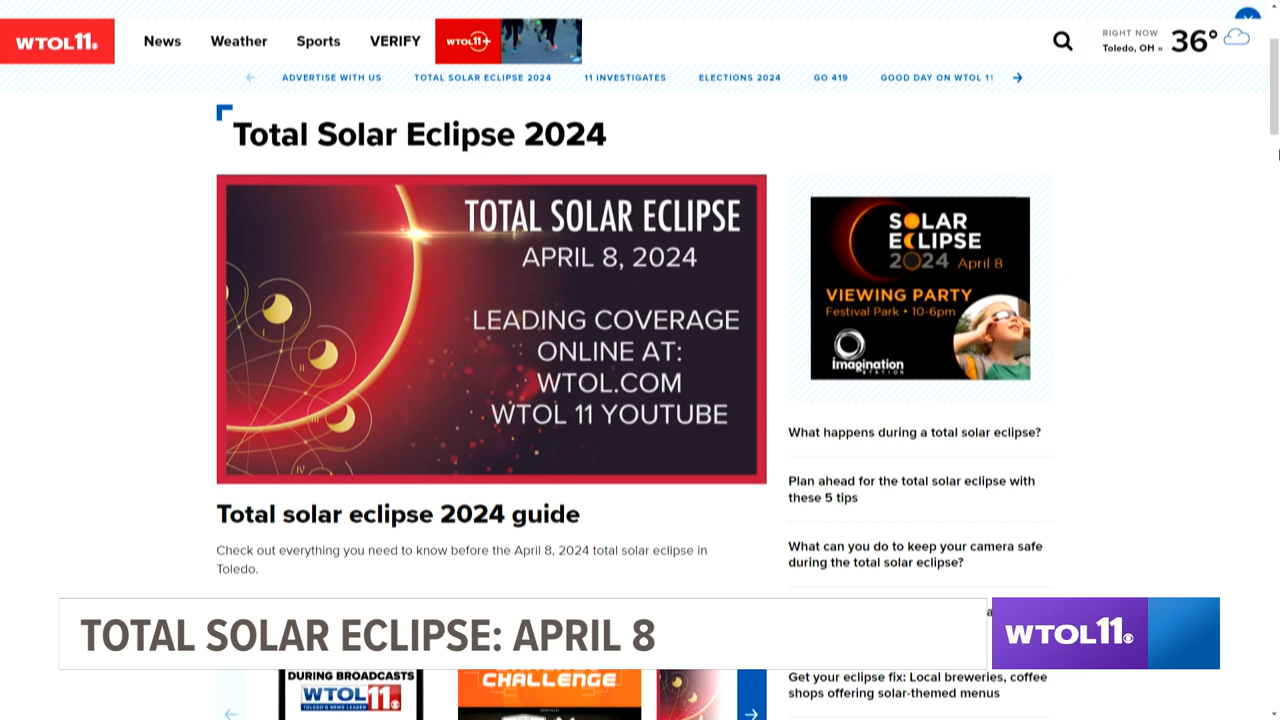 WTOL11
News
Weather
Sports
VERIFY
WTOL11+
RIGHT NOW
Toledo, OH »
36°
ADVERTISE WITH US
TOTAL SOLAR ECLIPSE 2024
11 INVESTIGATES
ELECTIONS 2024
GO 419
GOOD DAY ON WTOL 11
Total Solar Eclipse 2024
TOTAL SOLAR ECLIPSE
APRIL 8, 2024
LEADING COVERAGE
ONLINE AT:
WTOL.COM
WTOL 11 YOUTUBE
I
II
III
IV
SOLAR
ECLIPSE
2024 April 8
VIEWING PARTY
Festival Park • 10-6pm
imagination
STATION
What happens during a total solar eclipse?
Plan ahead for the total solar eclipse with
these 5 tips
What can you do to keep your camera safe
during the total solar eclipse?
Total solar eclipse 2024 guide
Check out everything you need to know before the April 8, 2024 total solar eclipse in
Toledo.
TOTAL SOLAR ECLIPSE: APRIL 8
WTOL11
DURING BROADCASTS
WTOL11
TOLEDO'S NEWS LEADER
CHALLENGE
Get your eclipse fix: Local breweries, coffee
shops offering solar-themed menus